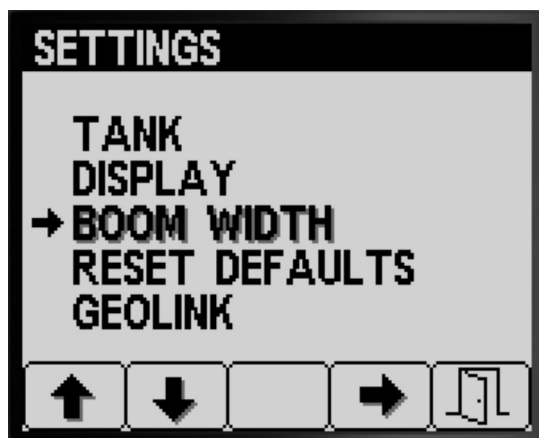 SETTINGS
TANK
DISPLAY
BOOM WIDTH
RESET DEFAULTS
GEOLINK